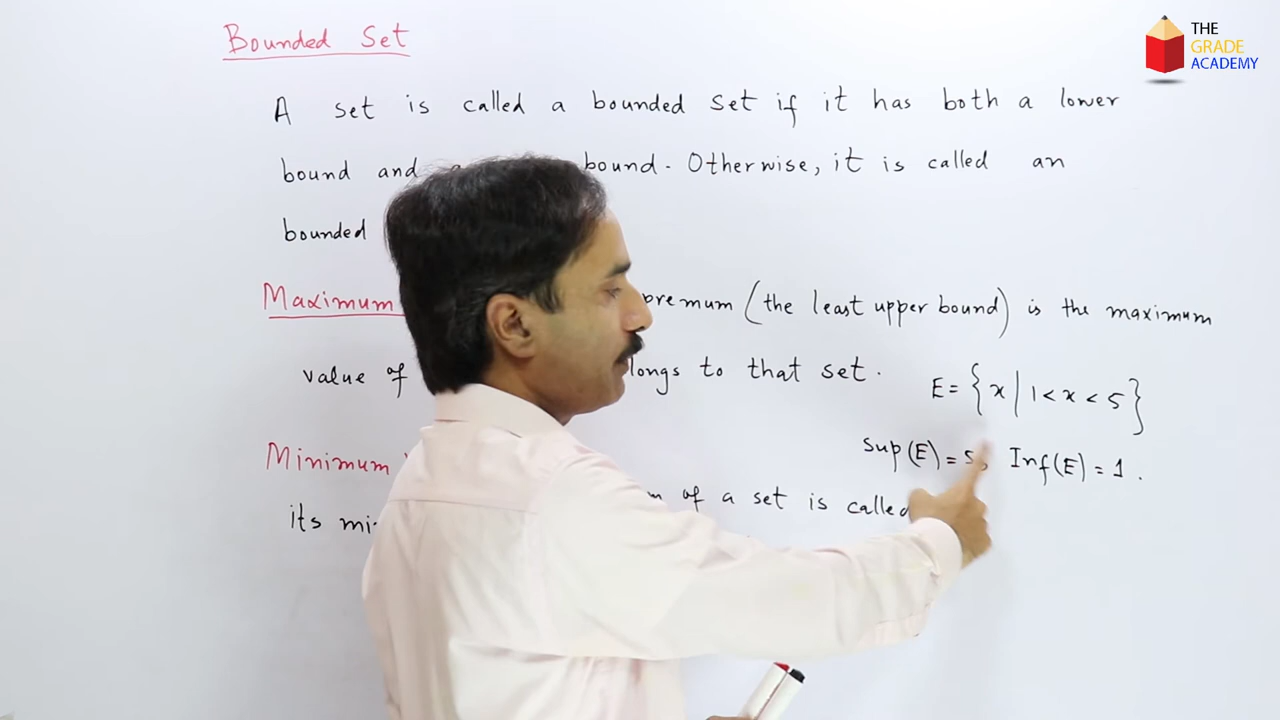 Bounded Set
THE
GRADE
ACADEMY
A set is called a bounded set if it has both a lower
bound and bound. Otherwise, it is called an
bounded
Maximum premum (the least upper bound) is the maximum
value of longs to that set.
E = {x | 1 < x < 5}
Sup(E) = 5, Inf(E) = 1.
Minimum
m of a set is called
its mi